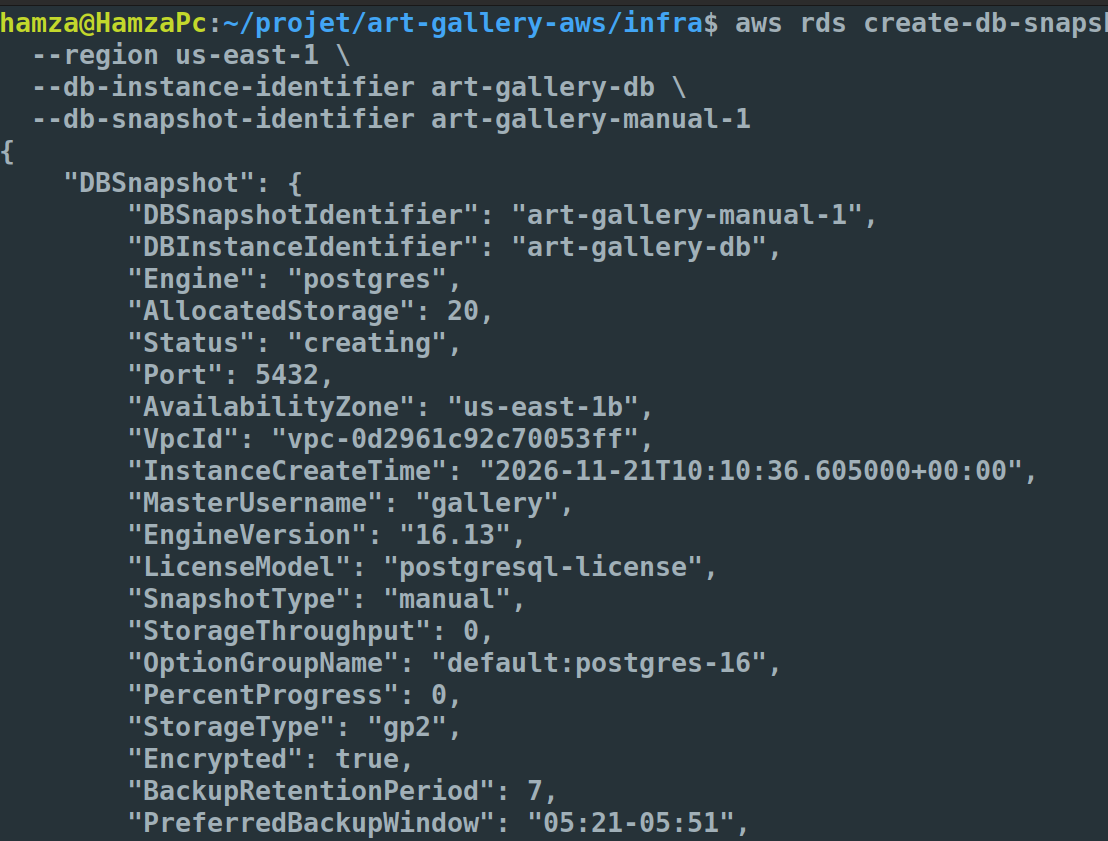 hamza@HamzaPc:~/projet/art-gallery-aws/infra$ aws rds create-db-snaps
  --region us-east-1 \
  --db-instance-identifier art-gallery-db \
  --db-snapshot-identifier art-gallery-manual-1
{
    "DBSnapshot": {
        "DBSnapshotIdentifier": "art-gallery-manual-1",
        "DBInstanceIdentifier": "art-gallery-db",
        "Engine": "postgres",
        "AllocatedStorage": 20,
        "Status": "creating",
        "Port": 5432,
        "AvailabilityZone": "us-east-1b",
        "VpcId": "vpc-0d2961c92c70053ff",
        "InstanceCreateTime": "2026-11-21T10:10:36.605000+00:00",
        "MasterUsername": "gallery",
        "EngineVersion": "16.13",
        "LicenseModel": "postgresql-license",
        "SnapshotType": "manual",
        "StorageThroughput": 0,
        "OptionGroupName": "default:postgres-16",
        "PercentProgress": 0,
        "StorageType": "gp2",
        "Encrypted": true,
        "BackupRetentionPeriod": 7,
        "PreferredBackupWindow": "05:21-05:51",